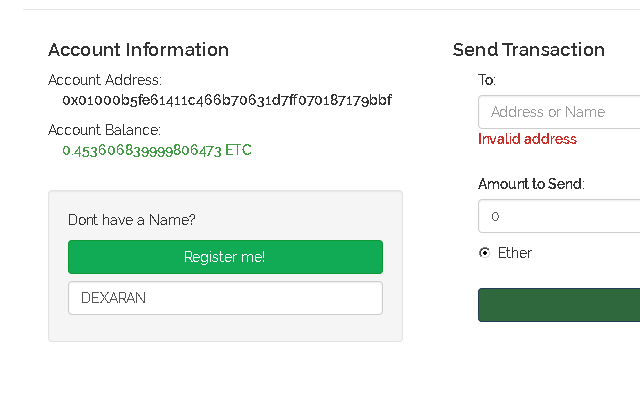 Account Information
Account Address:
0x01000b5fe61411c466b70631d7ff070187179bbf
Account Balance:
0.453606839999806473 ETC
Dont have a Name?
Register me!
DEXARAN
Send Transaction
To:
Address or Name
Invalid address
Amount to Send:
0
Ether